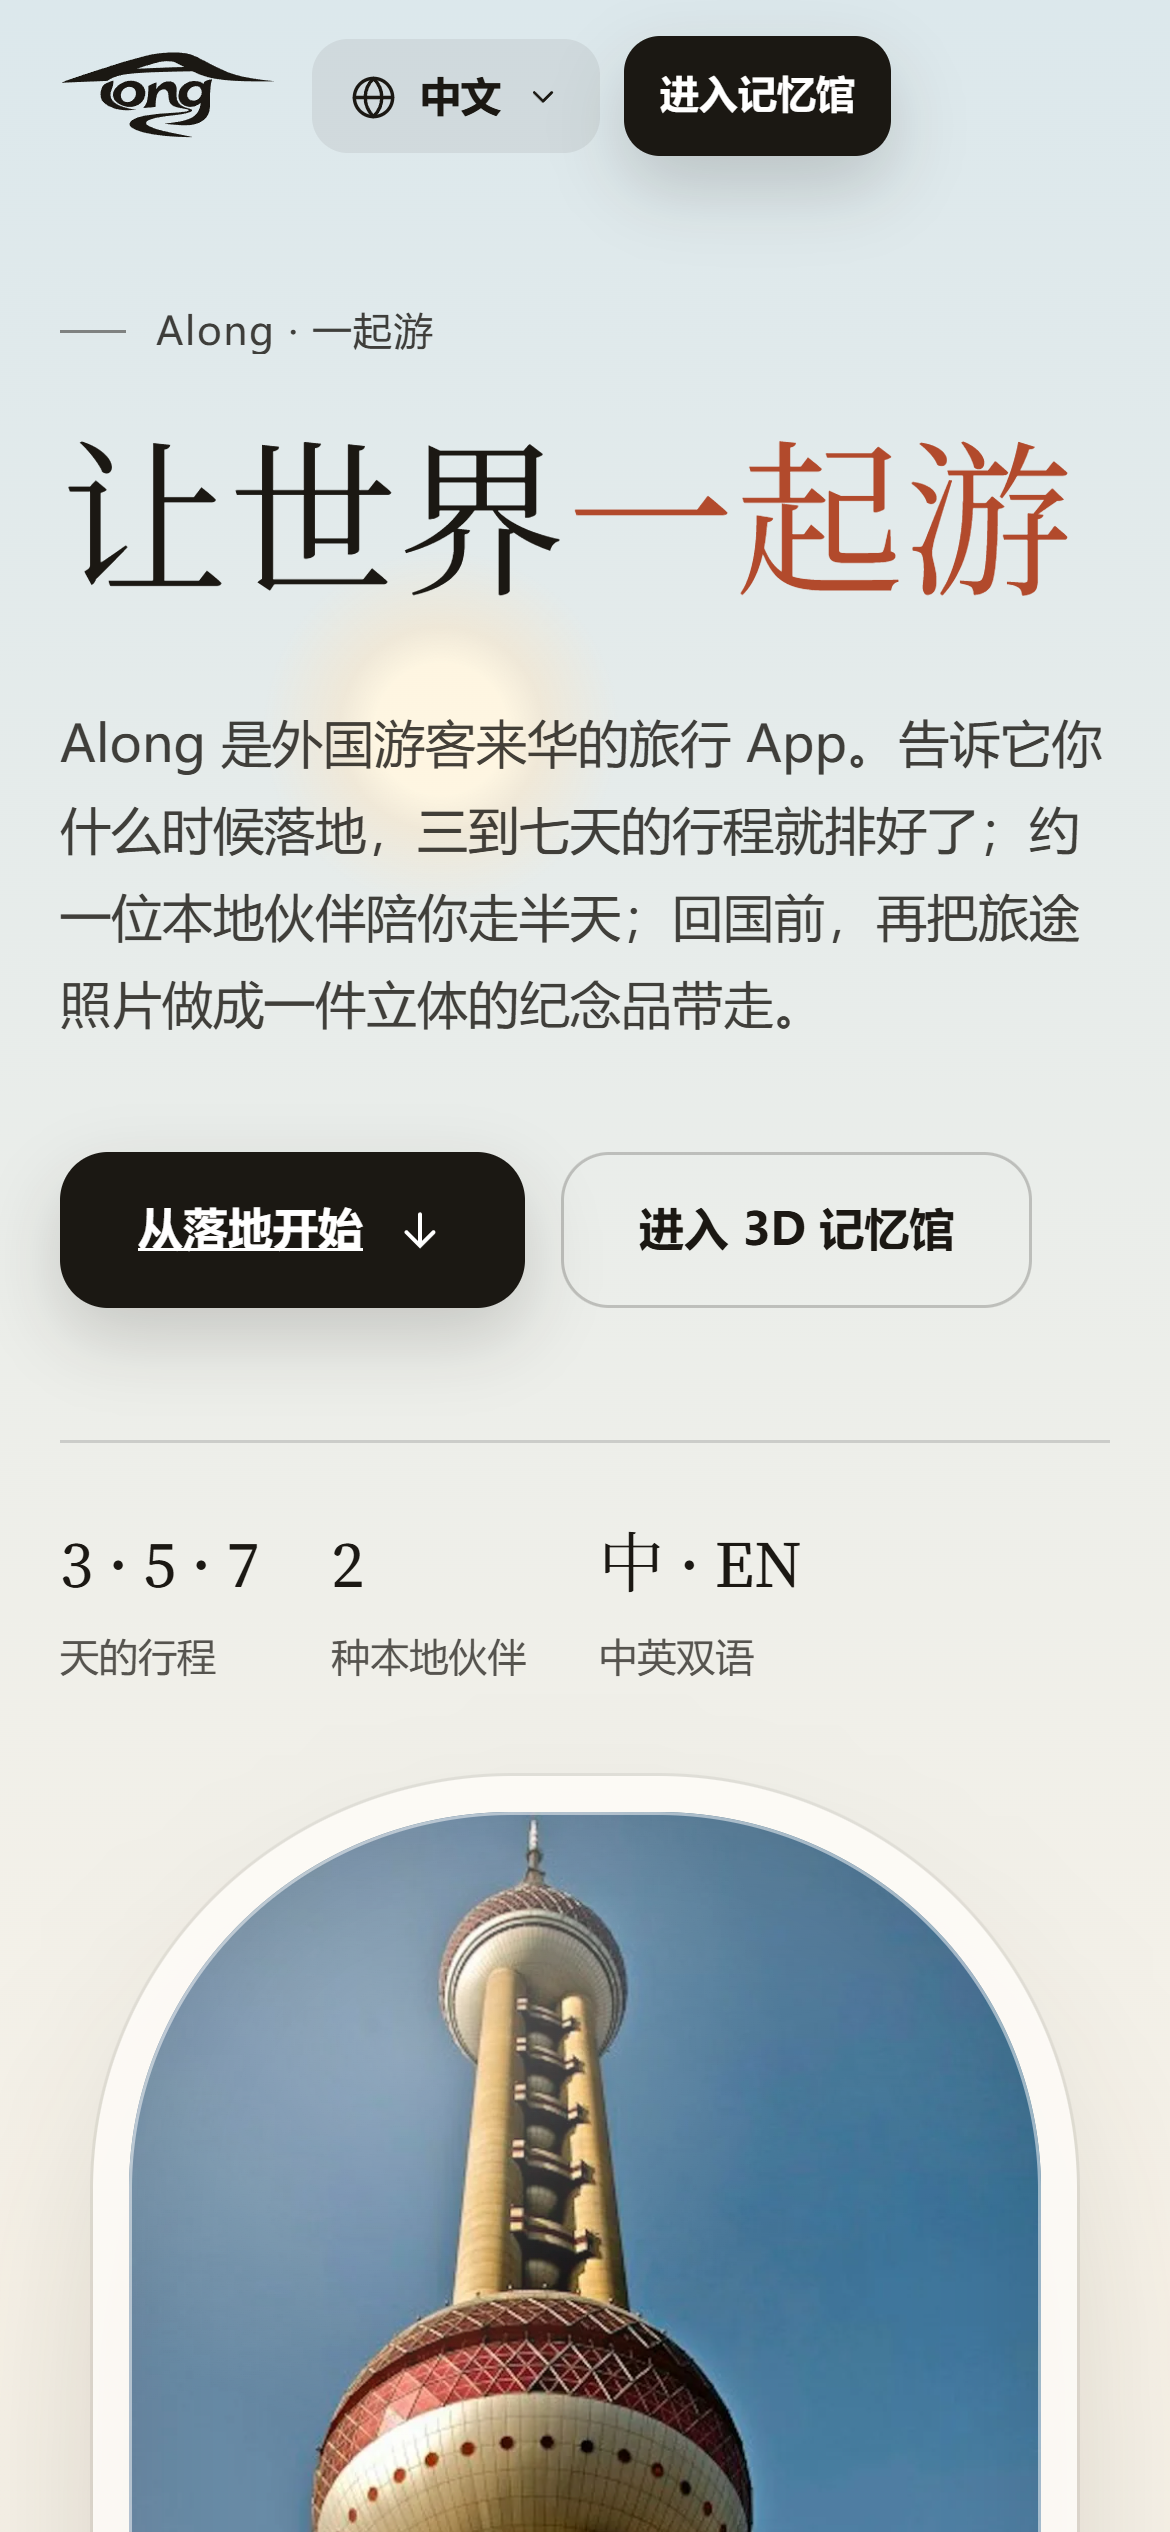 long
中文
进入记忆馆
Along · 一起游
让世界一起游
Along 是外国游客来华的旅行 App。告诉它你
什么时候落地，三到七天的行程就排好了；约
一位本地伙伴陪你走半天；回国前，再把旅途
照片做成一件立体的纪念品带走。
从落地开始 ↓
进入 3D 记忆馆
3 · 5 · 7
天的行程
2
种本地伙伴
中 · EN
中英双语